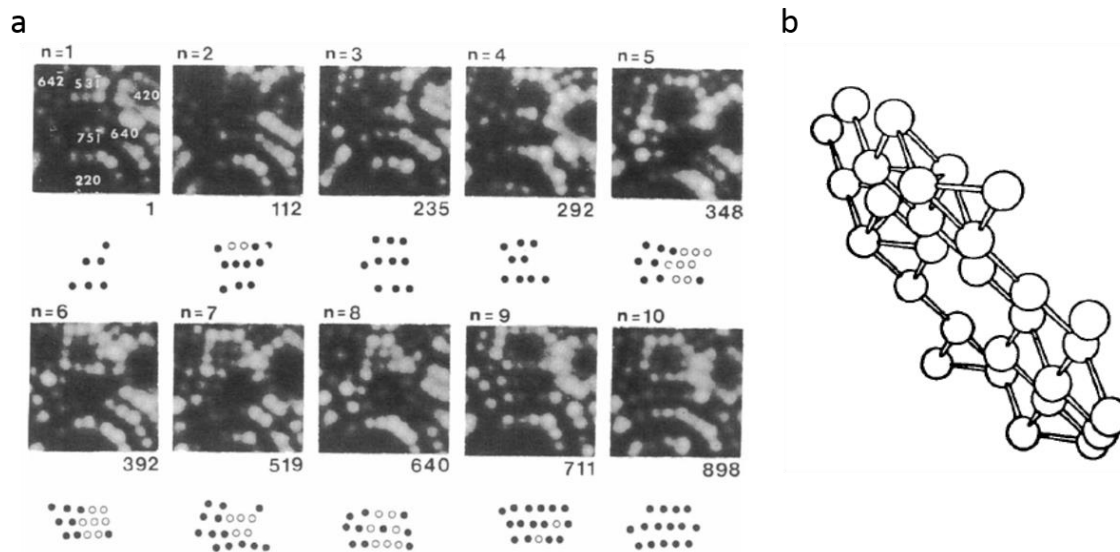 a b
n=1 n=2 n=3 n=4 n=5
642̄ 531̄ 420
751̄ 640
220
1 112 235 292 348
n=6 n=7 n=8 n=9 n=10
392 519 640 711 898